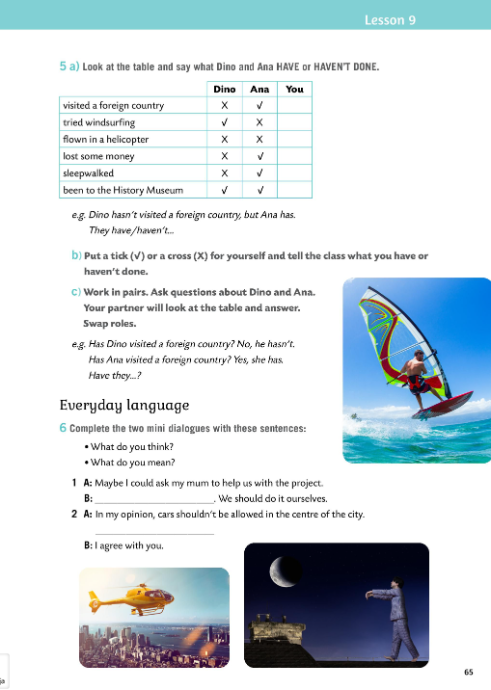 Lesson 9
5 a) Look at the table and say what Dino and Ana HAVE or HAVEN'T DONE.
Dino Ana You
visited a foreign country X √
tried windsurfing √ X
flown in a helicopter X X
lost some money X √
sleepwalked X √
been to the History Museum √ √
e.g. Dino hasn't visited a foreign country, but Ana has.
They have/haven't...
b) Put a tick (√) or a cross (X) for yourself and tell the class what you have or
haven't done.
c) Work in pairs. Ask questions about Dino and Ana.
Your partner will look at the table and answer.
Swap roles.
e.g. Has Dino visited a foreign country? No, he hasn't.
Has Ana visited a foreign country? Yes, she has.
Have they...?
Everyday language
6 Complete the two mini dialogues with these sentences:
• What do you think?
• What do you mean?
1 A: Maybe I could ask my mum to help us with the project.
B: ________________________. We should do it ourselves.
2 A: In my opinion, cars shouldn't be allowed in the centre of the city.
________________________
B: I agree with you.
65
ja